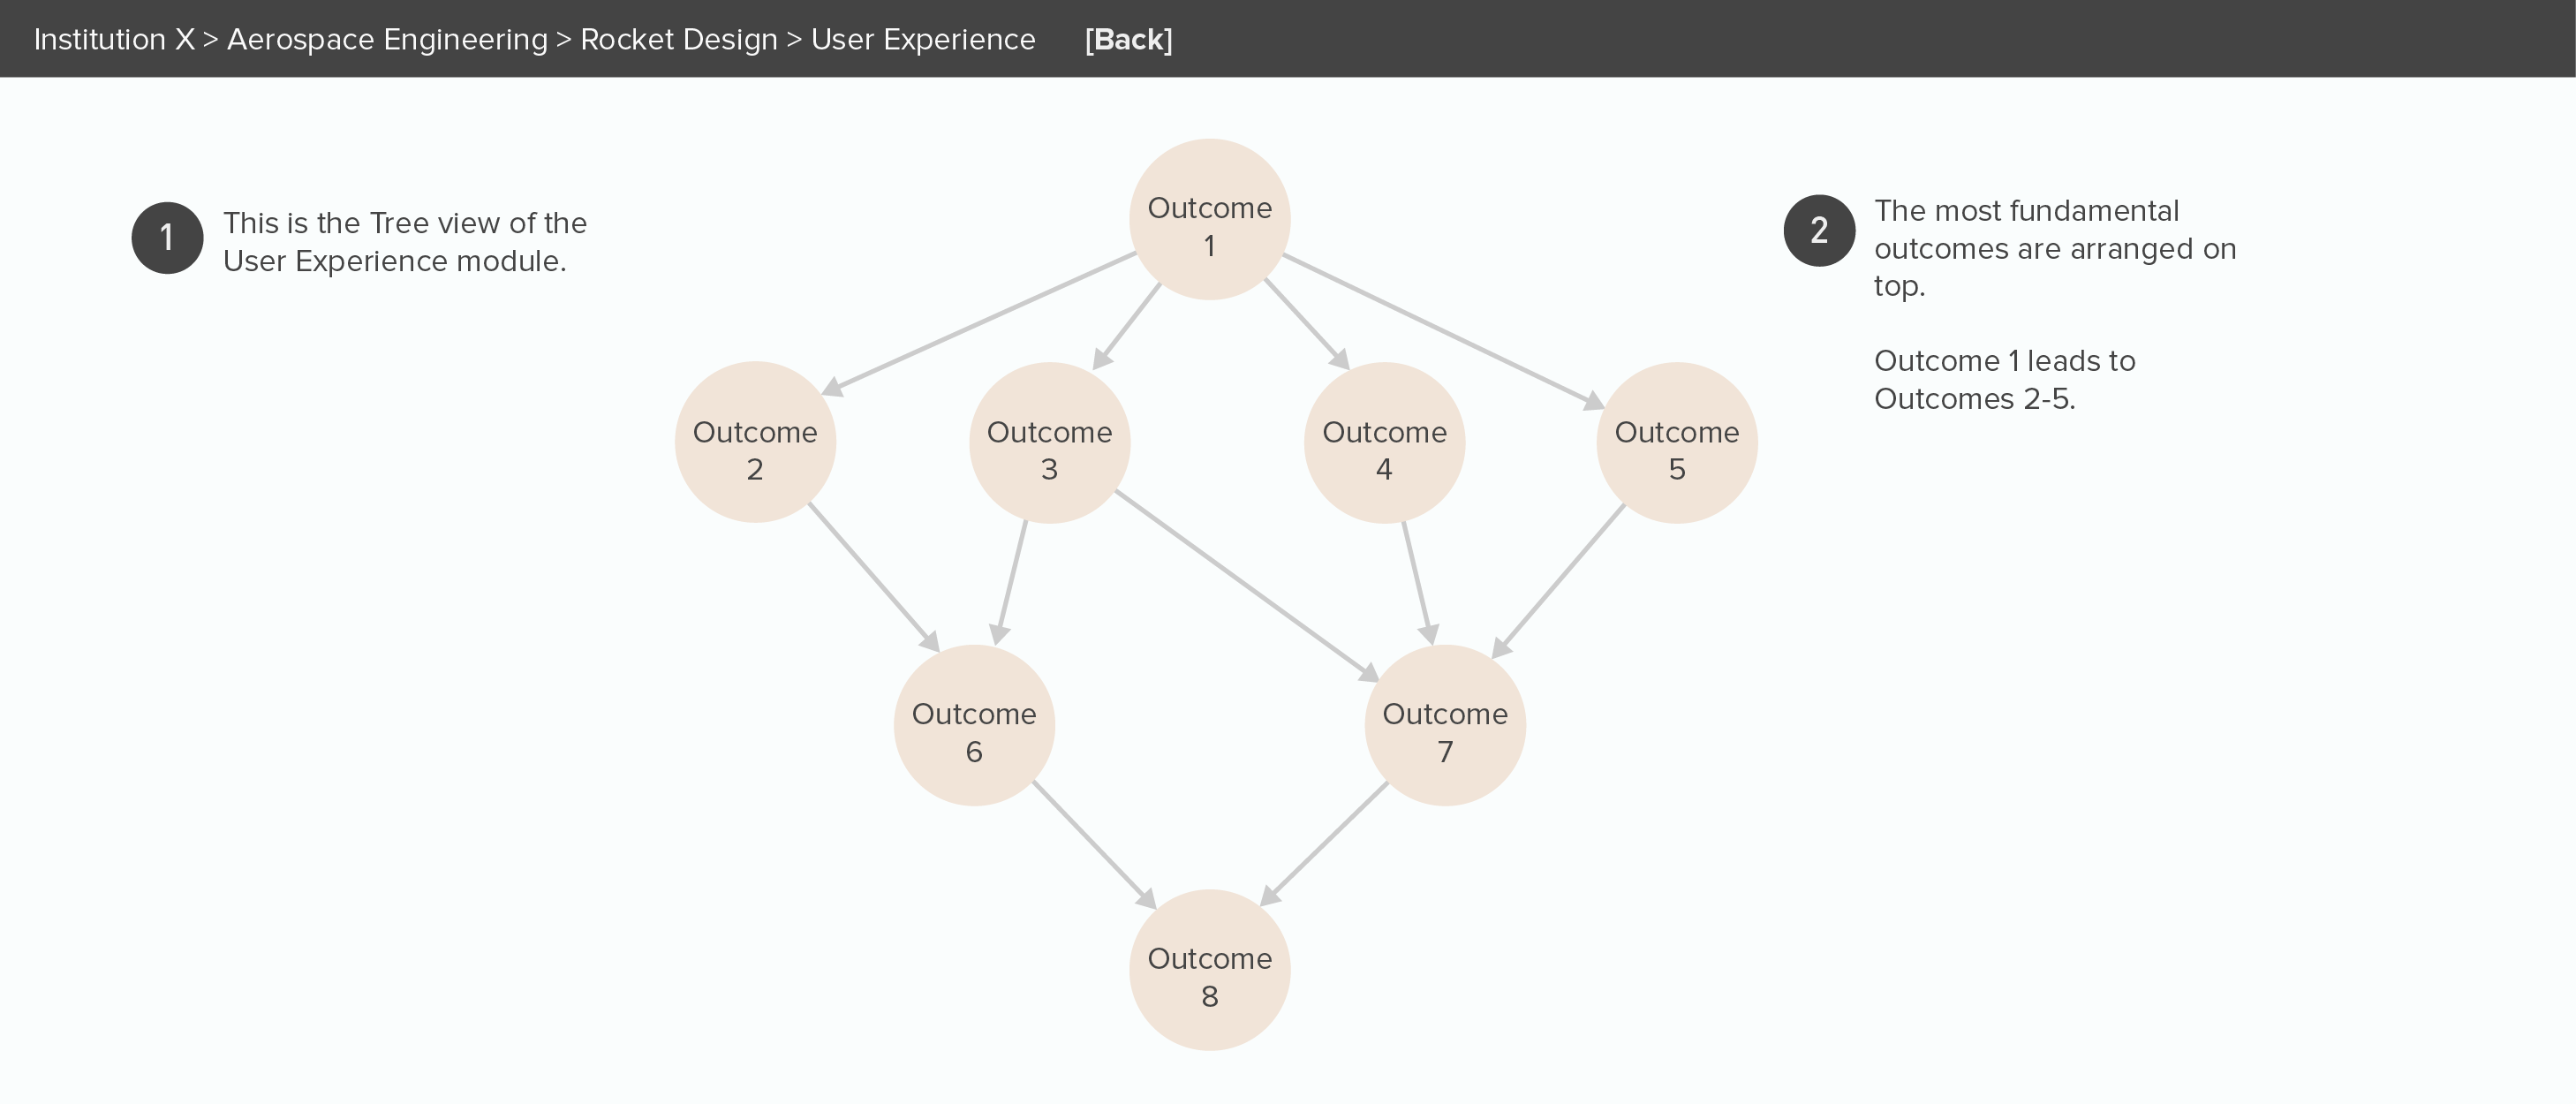 Institution X > Aerospace Engineering > Rocket Design > User Experience [Back]
1
This is the Tree view of the
User Experience module.
2
The most fundamental
outcomes are arranged on
top.
Outcome 1 leads to
Outcomes 2-5.
Outcome
1
Outcome
2
Outcome
3
Outcome
4
Outcome
5
Outcome
6
Outcome
7
Outcome
8